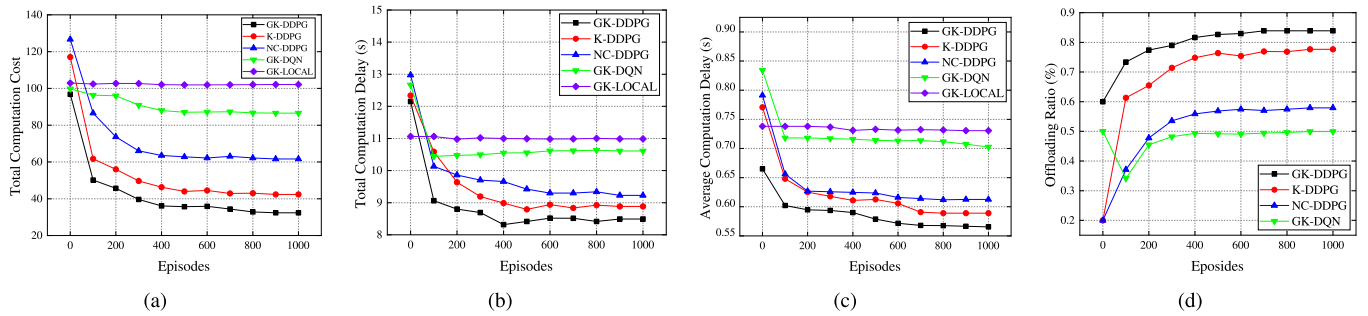 Total Computation Cost
140
120
100
80
60
40
20
0
200
400
600
800
1000
Episodes
GK-DDPG
K-DDPG
NC-DDPG
GK-DQN
GK-LOCAL
(a)
Total Computation Delay (s)
14
13
12
11
10
9
8
0
200
400
600
800
1000
Episodes
GK-DDPG
K-DDPG
NC-DDPG
GK-DQN
GK-LOCAL
(b)
Average Computation Delay (s)
0.90
0.85
0.80
0.75
0.70
0.65
0.60
0.55
0
200
400
600
800
1000
Episodes
GK-DDPG
K-DDPG
NC-DDPG
GK-DQN
GK-LOCAL
(c)
Offloading Ratio (%)
0.9
0.8
0.7
0.6
0.5
0.4
0.3
0.2
0
200
400
600
800
1000
Eposides
GK-DDPG
K-DDPG
NC-DDPG
GK-DQN
(d)